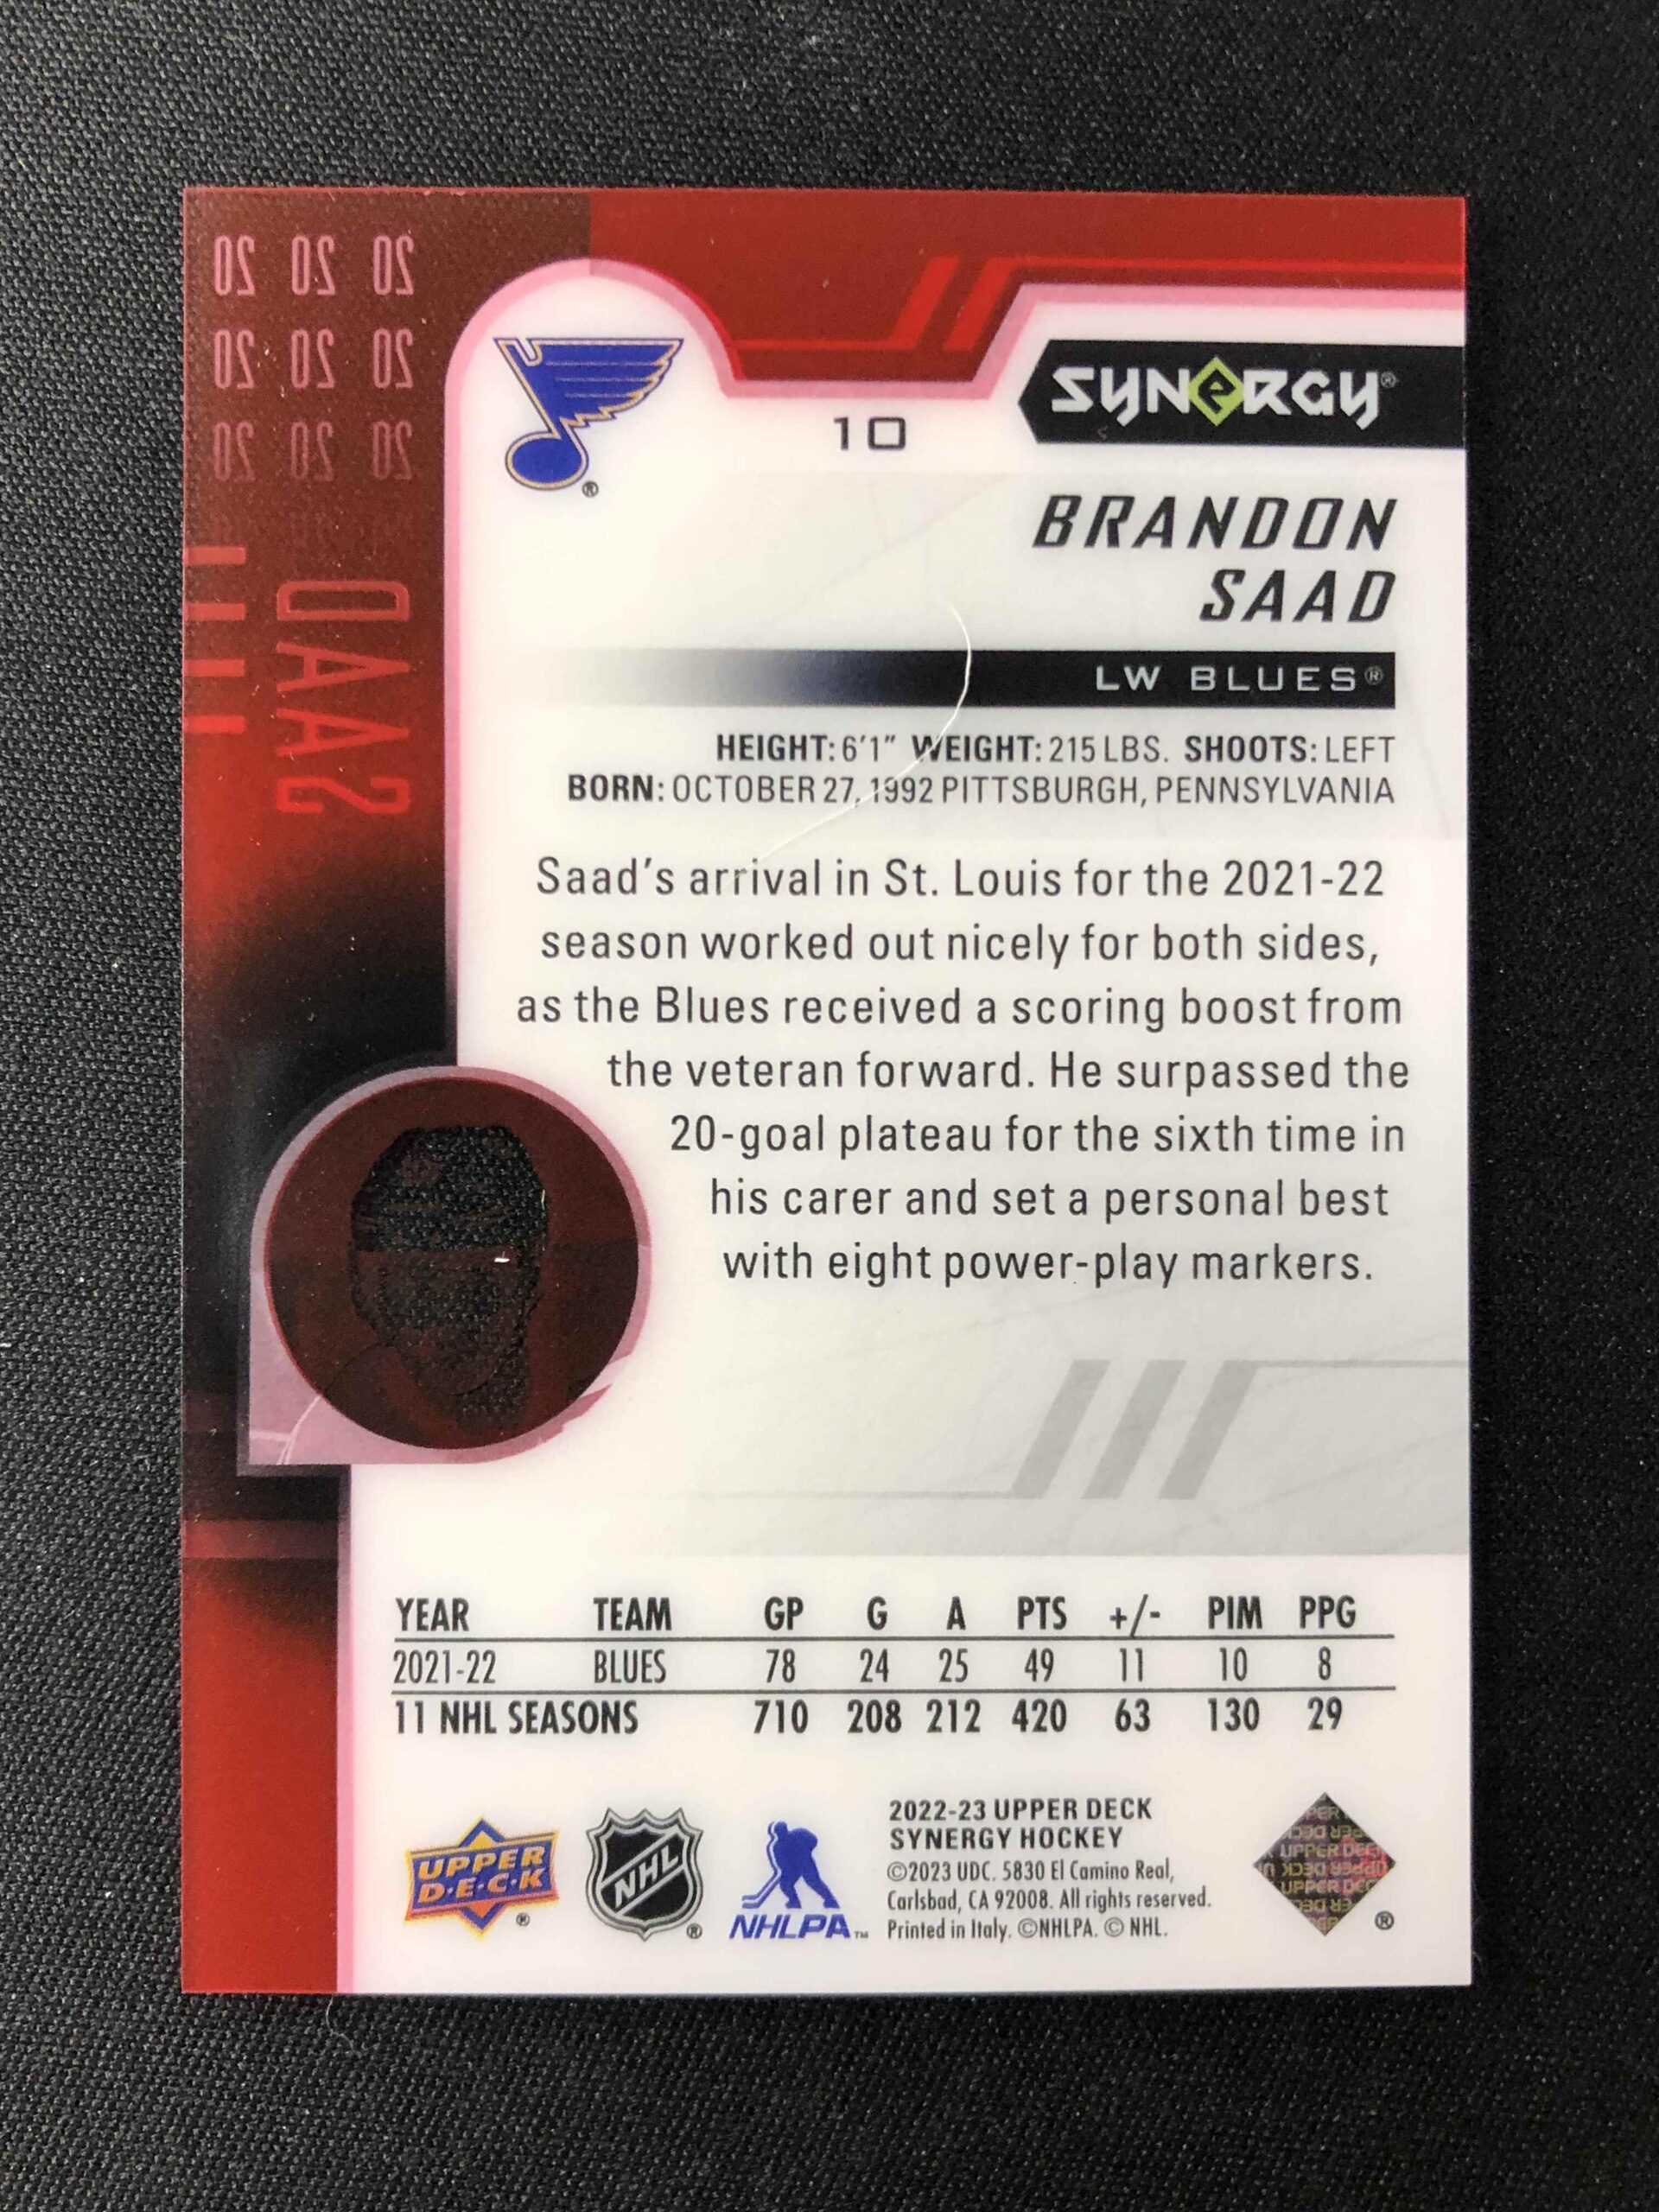 20 20 20
20 20 20
20 20 20
SAAD
10
SYNERGY®
BRANDON
SAAD
LW BLUES®
HEIGHT: 6'1" WEIGHT: 215 LBS. SHOOTS: LEFT
BORN: OCTOBER 27, 1992 PITTSBURGH, PENNSYLVANIA
Saad's arrival in St. Louis for the 2021-22
season worked out nicely for both sides,
as the Blues received a scoring boost from
the veteran forward. He surpassed the
20-goal plateau for the sixth time in
his carer and set a personal best
with eight power-play markers.
YEAR TEAM GP G A PTS +/- PIM PPG
2021-22 BLUES 78 24 25 49 11 10 8
11 NHL SEASONS 710 208 212 420 63 130 29
UPPER
D·E·C·K
®
NHL
®
NHLPA™
2022-23 UPPER DECK
SYNERGY HOCKEY
©2023 UDC. 5830 El Camino Real,
Carlsbad, CA 92008. All rights reserved.
Printed in Italy. ©NHLPA. © NHL.
UPPER DECK
UPPER DEC
®